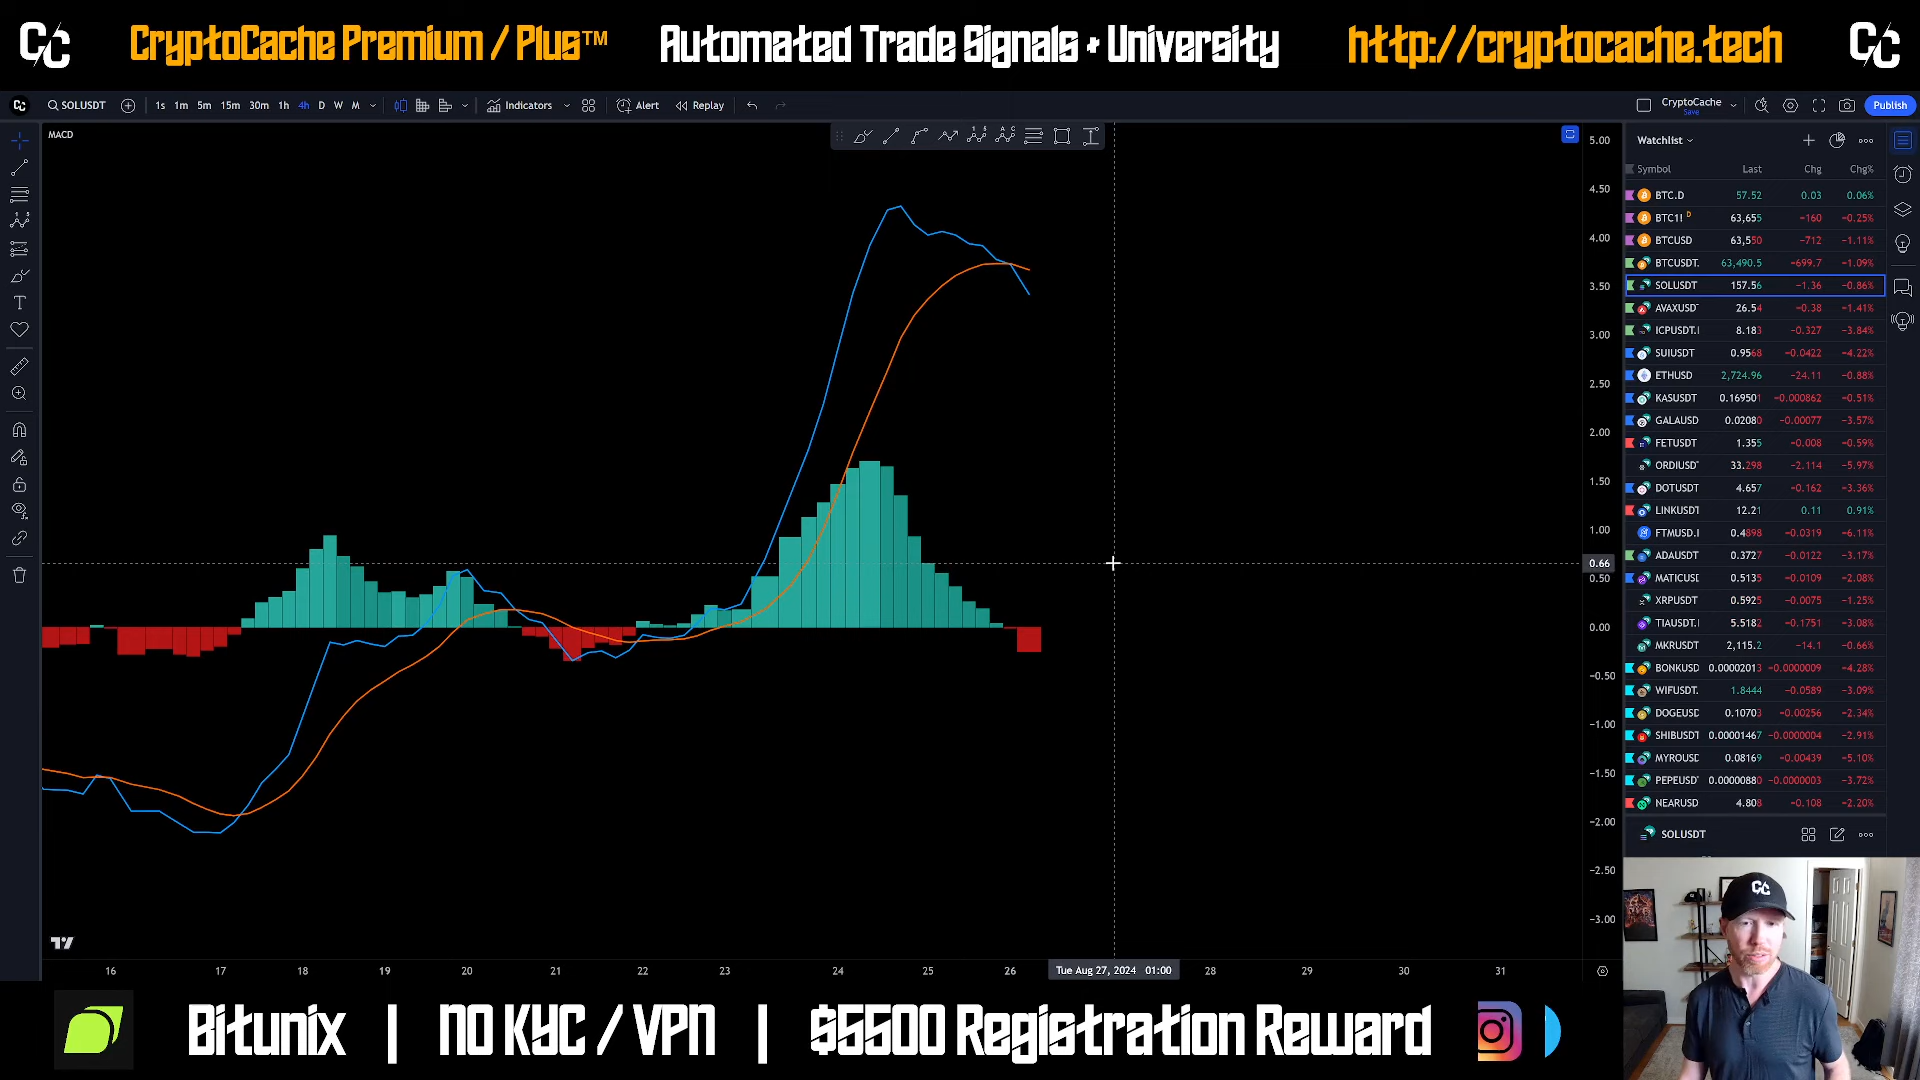 CC CryptoCache Premium / Plus™ Automated Trade Signals + University http://cryptocache.tech CC
CC SOLUSDT 1s 1m 5m 15m 30m 1h 4h D W M Indicators Alert Replay CryptoCache Save Publish
MACD
5.00
4.50
4.00
3.50
3.00
2.50
2.00
1.50
1.00
0.66
0.50
0.00
−0.50
−1.00
−1.50
−2.00
−2.50
−3.00
16 17 18 19 20 21 22 23 24 25 26 Tue Aug 27, 2024 01:00 28 29 30 31
Watchlist
Symbol Last Chg Chg%
BTC.D 57.52 0.03 0.06%
BTC1! D 63,655 −160 −0.25%
BTCUSD 63,550 −712 −1.11%
BTCUSDT. 63,490.5 −699.7 −1.09%
SOLUSDT 157.56 −1.36 −0.86%
AVAXUSD 26.54 −0.38 −1.41%
ICPUSDT.I 8.183 −0.327 −3.84%
SUIUSDT 0.9568 −0.0422 −4.22%
ETHUSD 2,724.96 −24.11 −0.88%
KASUSDT 0.169501 −0.000862 −0.51%
GALAUSD 0.02080 −0.00077 −3.57%
FETUSDT 1.355 −0.008 −0.59%
ORDIUSD 33.298 −2.114 −5.97%
DOTUSDT 4.657 −0.162 −3.36%
LINKUSDT 12.21 0.11 0.91%
FTMUSD.I 0.4898 −0.0319 −6.11%
ADAUSDT 0.3727 −0.0122 −3.17%
MATICUSD 0.5135 −0.0109 −2.08%
XRPUSDT 0.5925 −0.0075 −1.25%
TIAUSDT.I 5.5182 −0.1751 −3.08%
MKRUSDT 2,115.2 −14.1 −0.66%
BONKUSD 0.00002013 −0.0000009 −4.28%
WIFUSDT. 1.8444 −0.0589 −3.09%
DOGEUSD 0.10703 −0.00256 −2.34%
SHIBUSDT 0.00001467 −0.0000004 −2.91%
MYROUSD 0.08169 −0.00439 −5.10%
PEPEUSD 0.00000880 −0.0000003 −3.72%
NEARUSD 4.808 −0.108 −2.20%
SOLUSDT
CC
Bitunix | NO KYC / VPN | $5500 Registration Reward